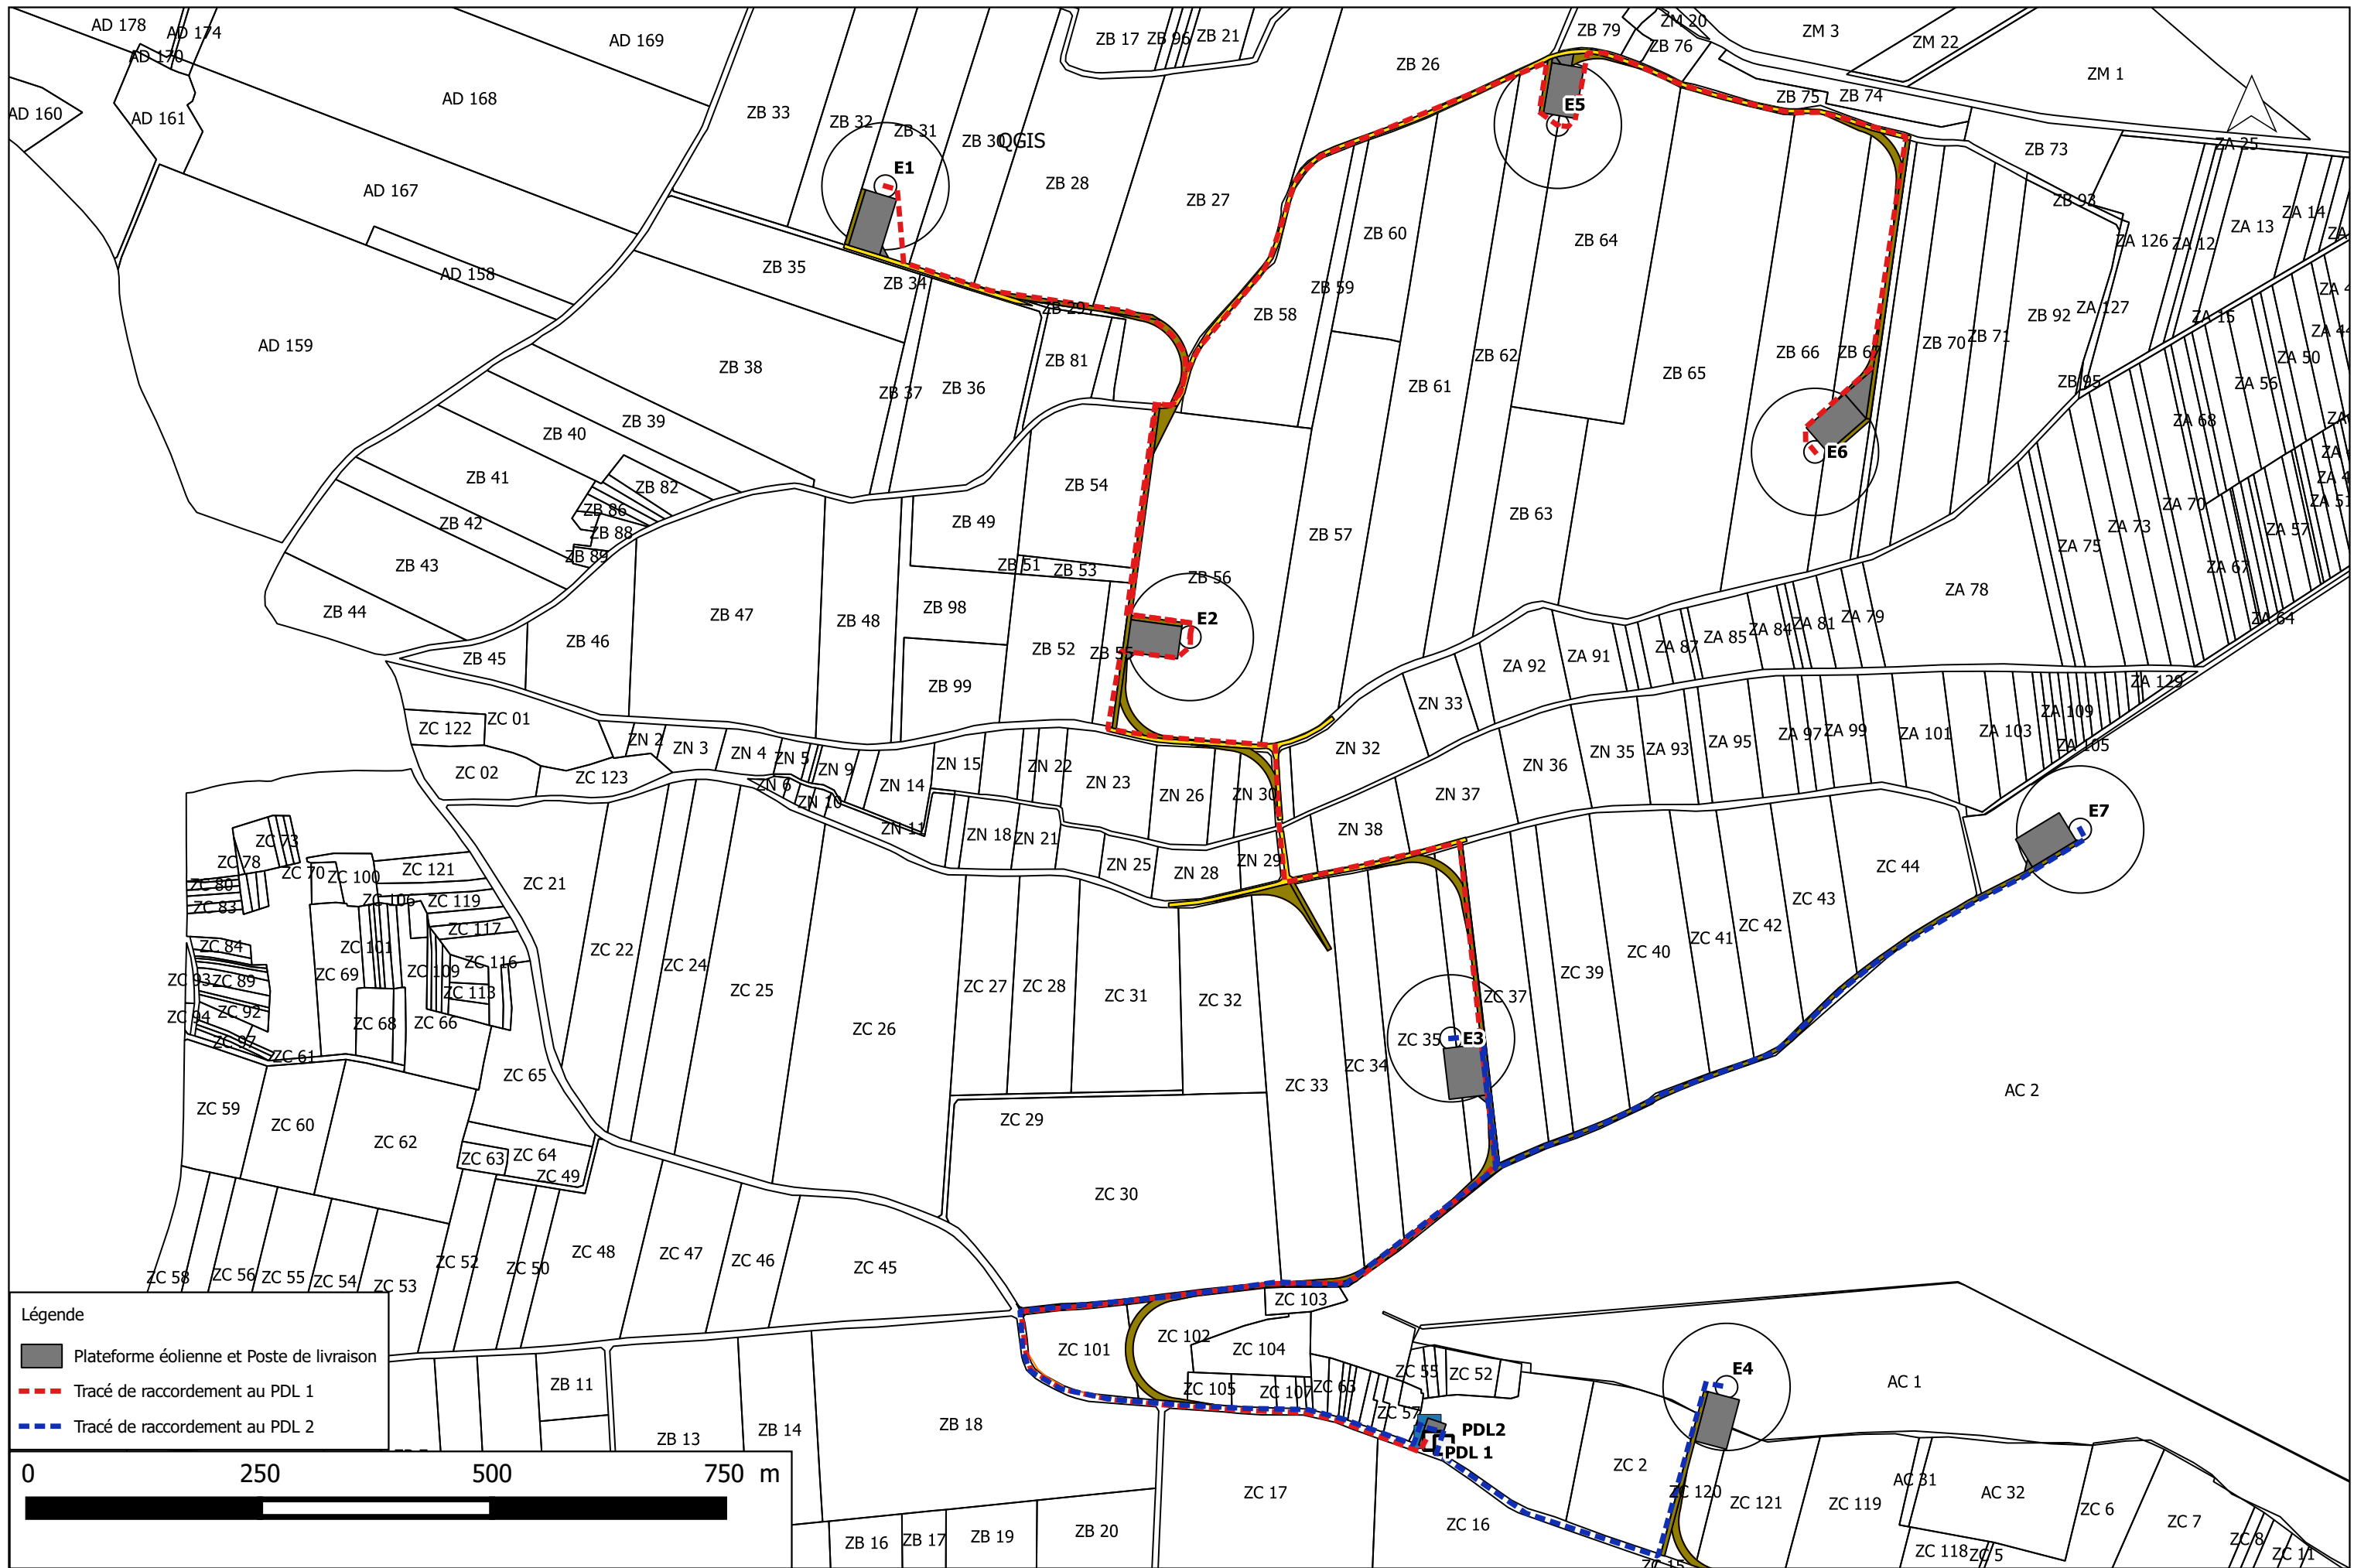 AD 178
AD 174
AD 170
AD 169
AD 168
AD 160
AD 161
AD 167
AD 158
AD 159
ZB 17
ZB 96
ZB 21
ZB 79
ZM 20
ZB 76
ZM 3
ZM 22
ZM 1
ZB 26
ZB 33
ZB 32
ZB 31
ZB 30
QGIS
E1
E5
ZB 75
ZB 74
ZB 73
ZA 25
ZB 28
ZB 27
ZB 93
ZA 14
ZA 13
ZA 126
ZA 12
ZB 60
ZB 64
ZB 35
ZB 34
ZB 29
ZB 59
ZB 58
ZB 92
ZA 127
ZA 15
ZB 38
ZB 81
ZB 62
ZB 65
ZB 66
ZB 70
ZB 71
ZA 50
ZB 37
ZB 36
ZB 61
ZB 95
ZA 56
ZB 39
ZB 40
ZA 68
E6
ZB 41
ZB 82
ZB 54
ZB 86
ZB 42
ZB 88
ZB 49
ZB 57
ZB 63
ZA 70
ZA 73
ZA 57
ZA 75
ZB 89
ZB 43
ZB 51
ZB 53
ZB 56
ZA 67
ZA 78
ZB 44
ZB 47
ZB 48
ZB 98
E2
ZA 64
ZB 46
ZB 45
ZB 52
ZB 55
ZB 99
ZA 92
ZA 91
ZA 87
ZA 85
ZA 84
ZA 81
ZA 79
ZA 129
ZC 122
ZC 01
ZN 33
ZA 109
ZN 2
ZN 3
ZN 4
ZN 5
ZN 9
ZN 15
ZN 22
ZN 32
ZN 35
ZA 93
ZA 95
ZA 97
ZA 99
ZA 101
ZA 103
ZA 105
ZC 02
ZC 123
ZN 6
ZN 10
ZN 14
ZN 23
ZN 26
ZN 30
ZN 36
ZN 37
E7
ZN 11
ZN 18
ZN 21
ZN 38
ZC 73
ZC 78
ZC 70
ZC 100
ZC 121
ZC 80
ZC 83
ZC 106
ZC 119
ZC 21
ZN 25
ZN 28
ZN 29
ZC 44
ZC 43
ZC 117
ZC 84
ZC 101
ZC 22
ZC 42
ZC 41
ZC 40
ZC 93
ZC 89
ZC 69
ZC 109
ZC 116
ZC 113
ZC 24
ZC 25
ZC 27
ZC 28
ZC 31
ZC 32
ZC 37
ZC 39
ZC 94
ZC 92
ZC 68
ZC 66
ZC 26
ZC 97
ZC 61
ZC 35
E3
ZC 65
ZC 33
ZC 34
AC 2
ZC 59
ZC 60
ZC 62
ZC 29
ZC 63
ZC 64
ZC 49
ZC 30
ZC 58
ZC 56
ZC 55
ZC 54
ZC 53
ZC 52
ZC 50
ZC 48
ZC 47
ZC 46
ZC 45
ZC 103
ZC 101
ZC 102
ZC 104
ZC 105
ZC 107
ZC 63
ZC 55
ZC 52
ZC 57
E4
AC 1
PDL2
PDL 1
ZB 11
ZB 13
ZB 14
ZB 18
ZC 17
ZC 2
ZC 16
ZC 120
ZC 121
ZC 119
AC 31
AC 32
ZC 6
ZC 7
ZC 8
ZC 11
ZC 118
ZC 5
ZC 15
ZB 16
ZB 17
ZB 19
ZB 20
Légende
Plateforme éolienne et Poste de livraison
Tracé de raccordement au PDL 1
Tracé de raccordement au PDL 2
0 250 500 750 m